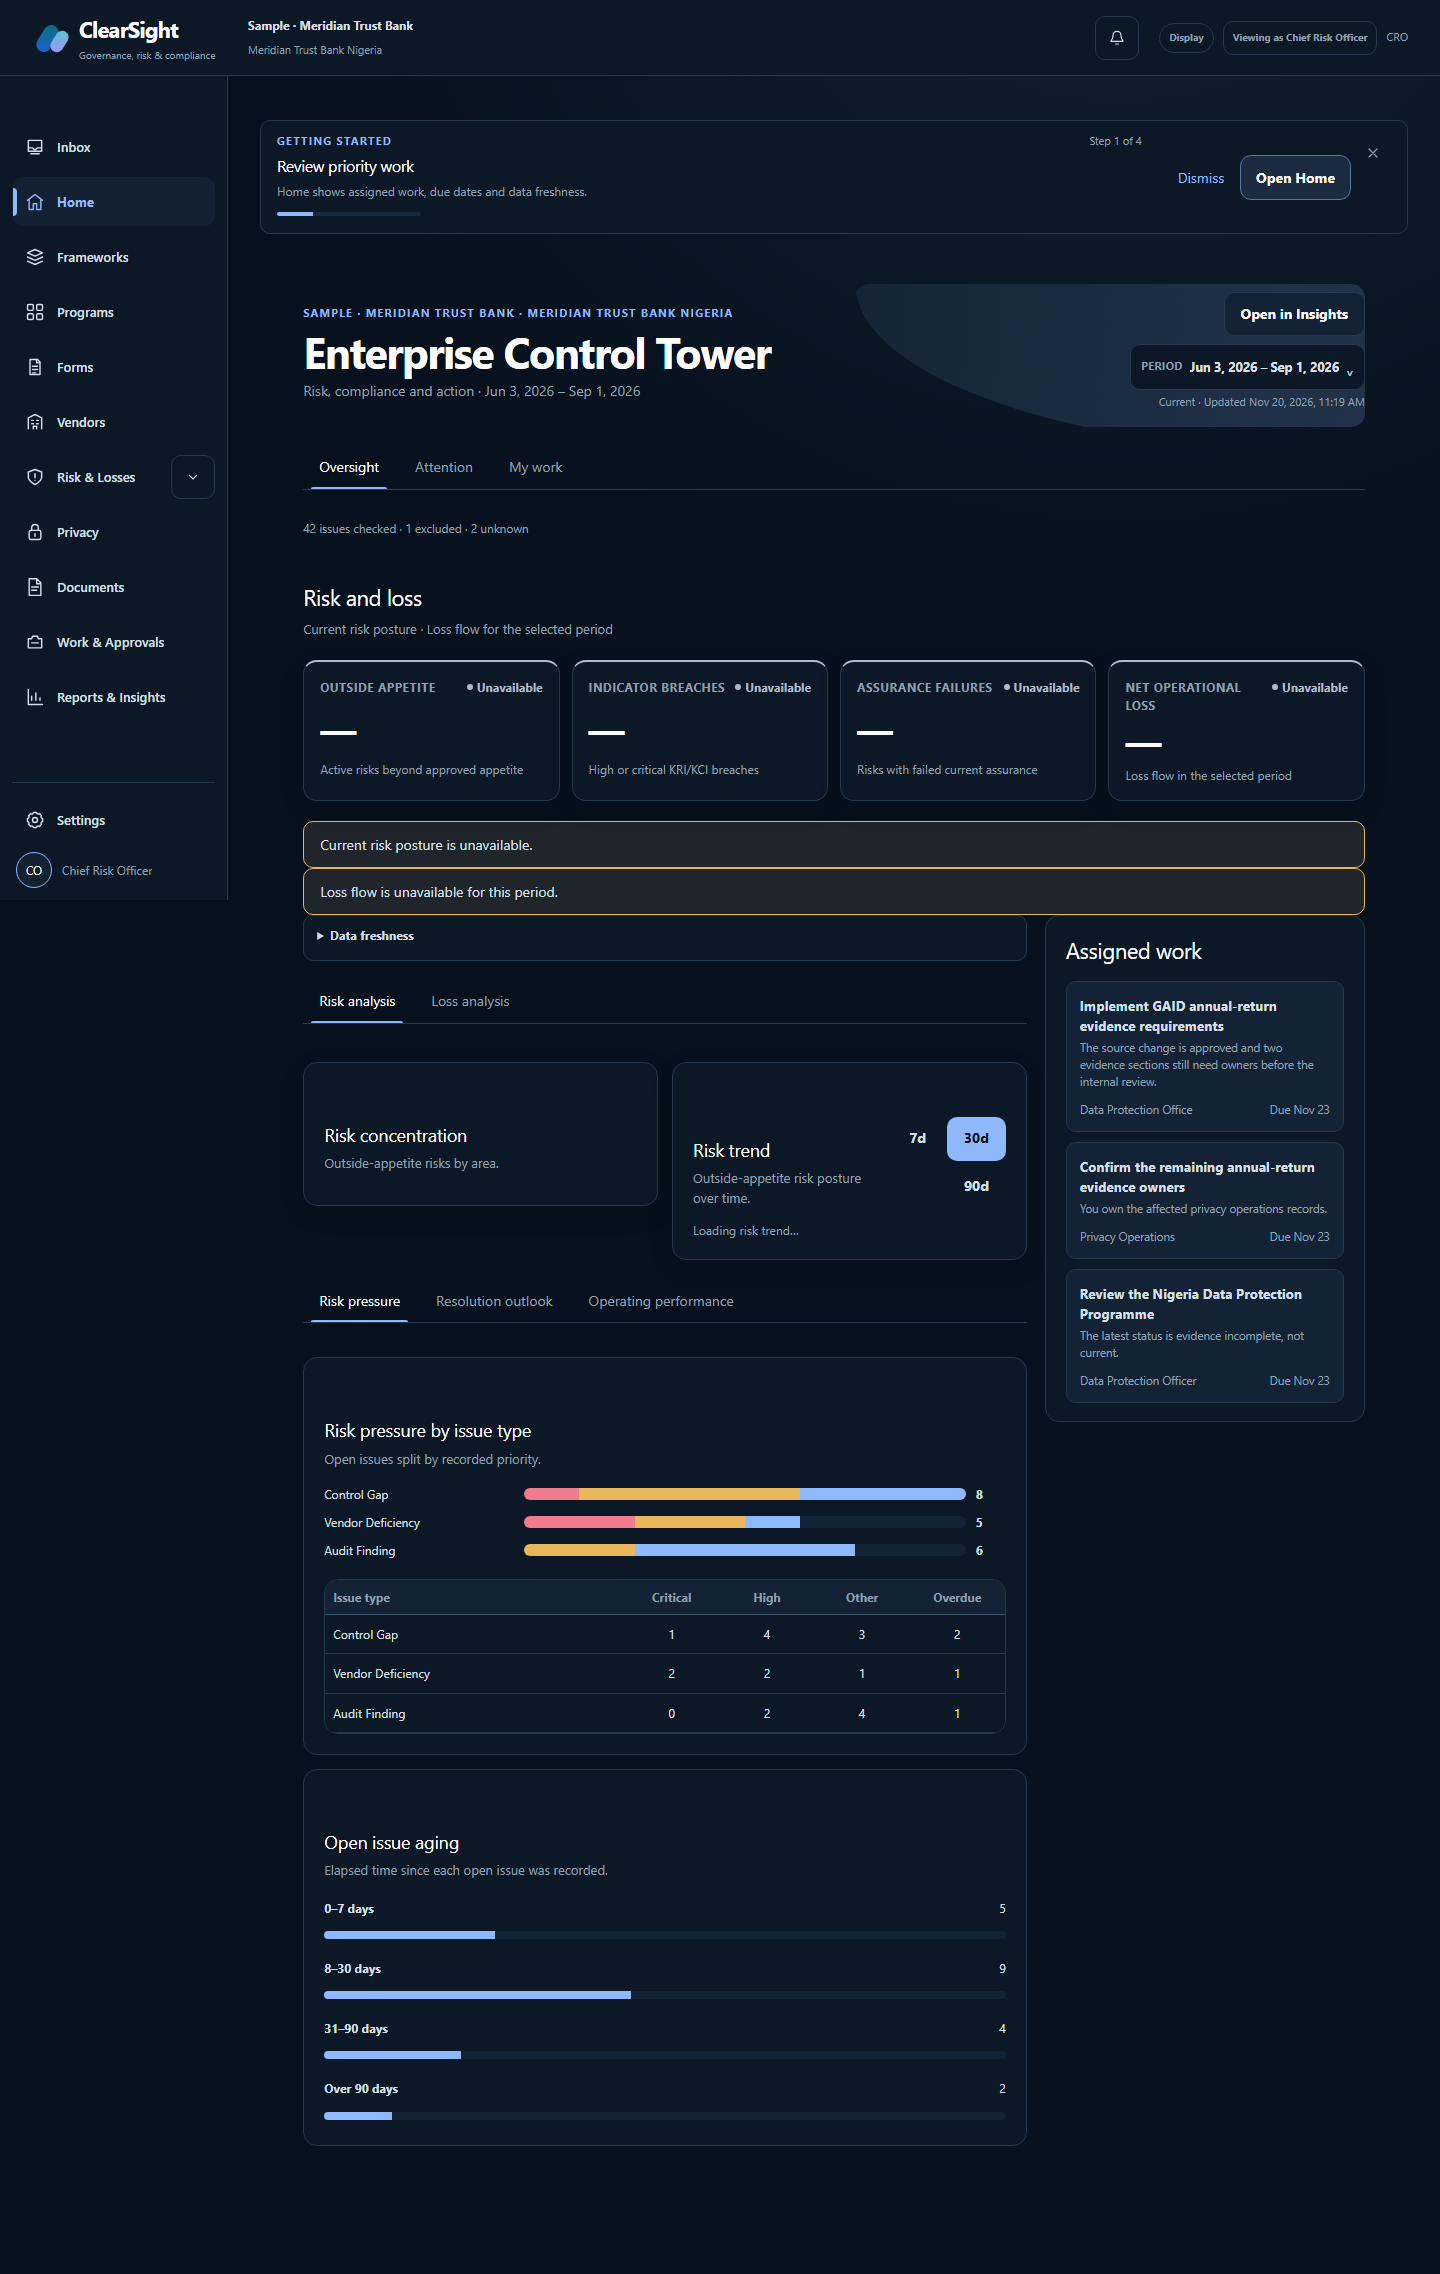 ClearSight
Governance, risk & compliance
Sample · Meridian Trust Bank
Meridian Trust Bank Nigeria
Display
Viewing as Chief Risk Officer
CRO
Inbox
Home
Frameworks
Programs
Forms
Vendors
Risk & Losses
Privacy
Documents
Work & Approvals
Reports & Insights
Settings
CO
Chief Risk Officer
GETTING STARTED
Step 1 of 4
Review priority work
Home shows assigned work, due dates and data freshness.
Dismiss
Open Home
SAMPLE · MERIDIAN TRUST BANK · MERIDIAN TRUST BANK NIGERIA
Enterprise Control Tower
Risk, compliance and action · Jun 3, 2026 – Sep 1, 2026
Open in Insights
PERIOD Jun 3, 2026 – Sep 1, 2026
Current · Updated Nov 20, 2026, 11:19 AM
Oversight
Attention
My work
42 issues checked · 1 excluded · 2 unknown
Risk and loss
Current risk posture · Loss flow for the selected period
OUTSIDE APPETITE
Unavailable
—
Active risks beyond approved appetite
INDICATOR BREACHES
Unavailable
—
High or critical KRI/KCI breaches
ASSURANCE FAILURES
Unavailable
—
Risks with failed current assurance
NET OPERATIONAL
LOSS
Unavailable
—
Loss flow in the selected period
Current risk posture is unavailable.
Loss flow is unavailable for this period.
Data freshness
Risk analysis
Loss analysis
Risk concentration
Outside-appetite risks by area.
Risk trend
Outside-appetite risk posture
over time.
7d
30d
90d
Loading risk trend...
Risk pressure
Resolution outlook
Operating performance
Risk pressure by issue type
Open issues split by recorded priority.
Control Gap 8
Vendor Deficiency 5
Audit Finding 6
Issue type Critical High Other Overdue
Control Gap 1 4 3 2
Vendor Deficiency 2 2 1 1
Audit Finding 0 2 4 1
Open issue aging
Elapsed time since each open issue was recorded.
0–7 days 5
8–30 days 9
31–90 days 4
Over 90 days 2
Assigned work
Implement GAID annual-return
evidence requirements
The source change is approved and two
evidence sections still need owners before the
internal review.
Data Protection Office Due Nov 23
Confirm the remaining annual-return
evidence owners
You own the affected privacy operations records.
Privacy Operations Due Nov 23
Review the Nigeria Data Protection
Programme
The latest status is evidence incomplete, not
current.
Data Protection Officer Due Nov 23